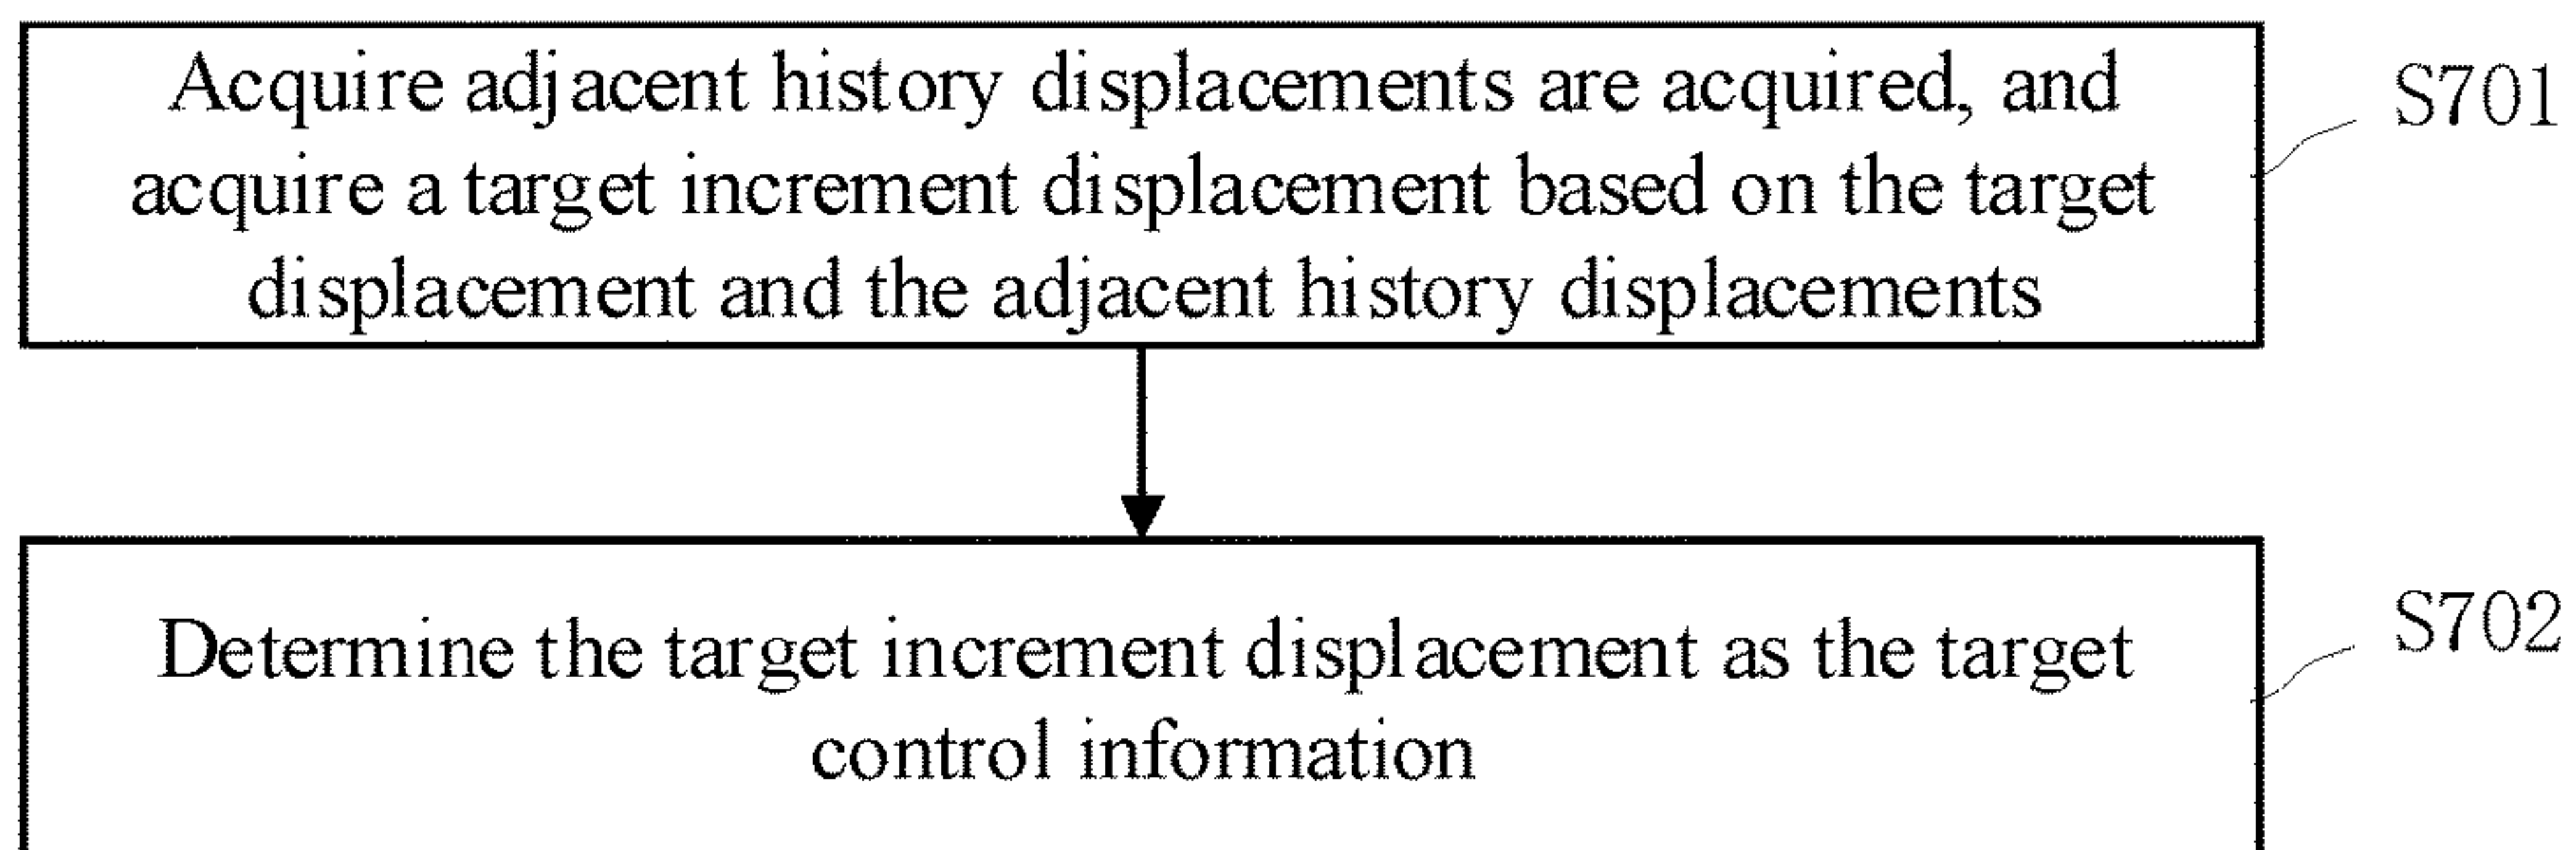 Acquire adjacent history displacements are acquired, and
acquire a target increment displacement based on the target
displacement and the adjacent history displacements
S701
Determine the target increment displacement as the target
control information
S702